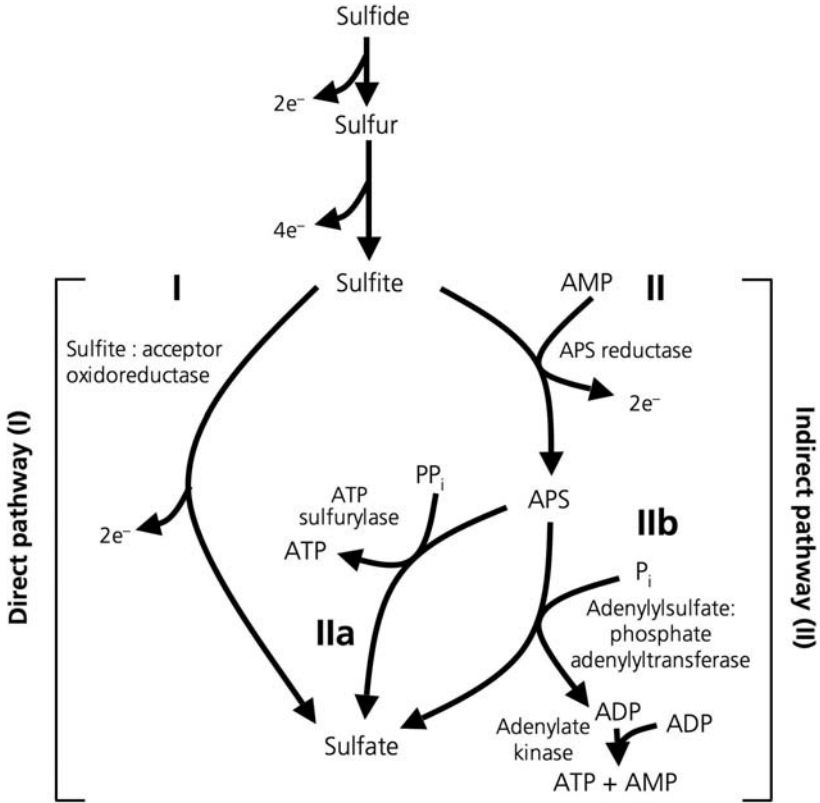 Sulfide
2e⁻
Sulfur
4e⁻
Sulfite
I
AMP
II
Sulfite : acceptor
oxidoreductase
APS reductase
2e⁻
Direct pathway (I)
Indirect pathway (II)
PPᵢ
APS
ATP
sulfurylase
2e⁻
ATP
IIb
Pᵢ
Adenylylsulfate:
phosphate
adenylyltransferase
IIa
ADP
ADP
Adenylate
kinase
Sulfate
ATP + AMP